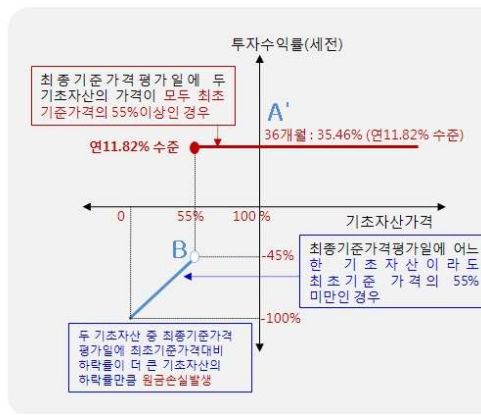 투자수익률(세전)
최종기준가격평가일에 두
기초자산의 가격이 모두 최초
기준가격의 55%이상인 경우
A'
36개월 : 35.46% (연11.82% 수준)
연11.82% 수준
0
55%
100%
기초자산가격
B
-45%
최종기준가격평가일에 어느
한 기초자산이라도
최초기준 가격의 55%
미만인 경우
-100%
두 기초자산 중 최종기준가격
평가일에 최초기준가격대비
하락률이 더 큰 기초자산의
하락률만큼 원금손실발생